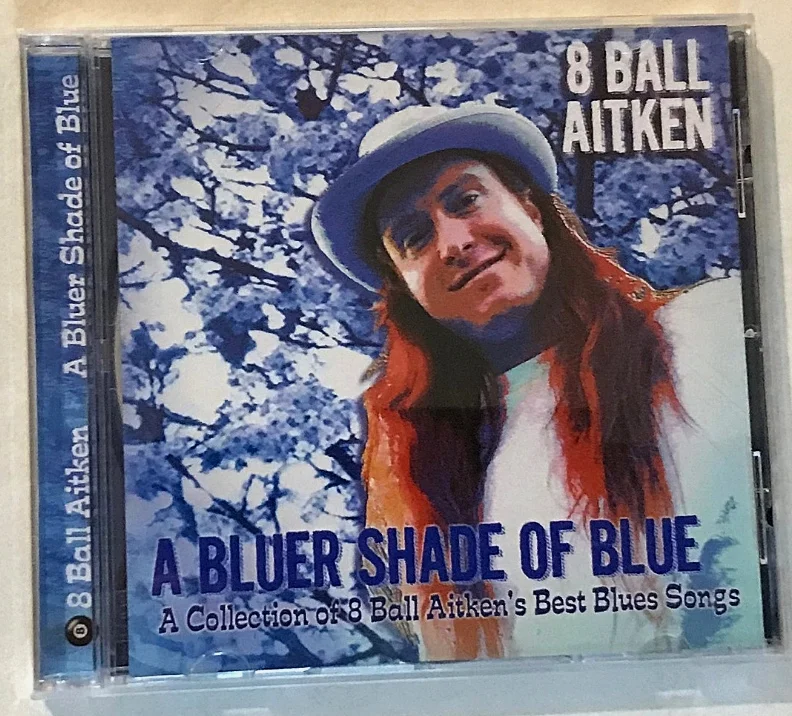 8 BALL
AITKEN
A BLUER SHADE OF BLUE
A Collection of 8 Ball Aitken's Best Blues Songs
8 Ball Aitken A Bluer Shade of Blue
8